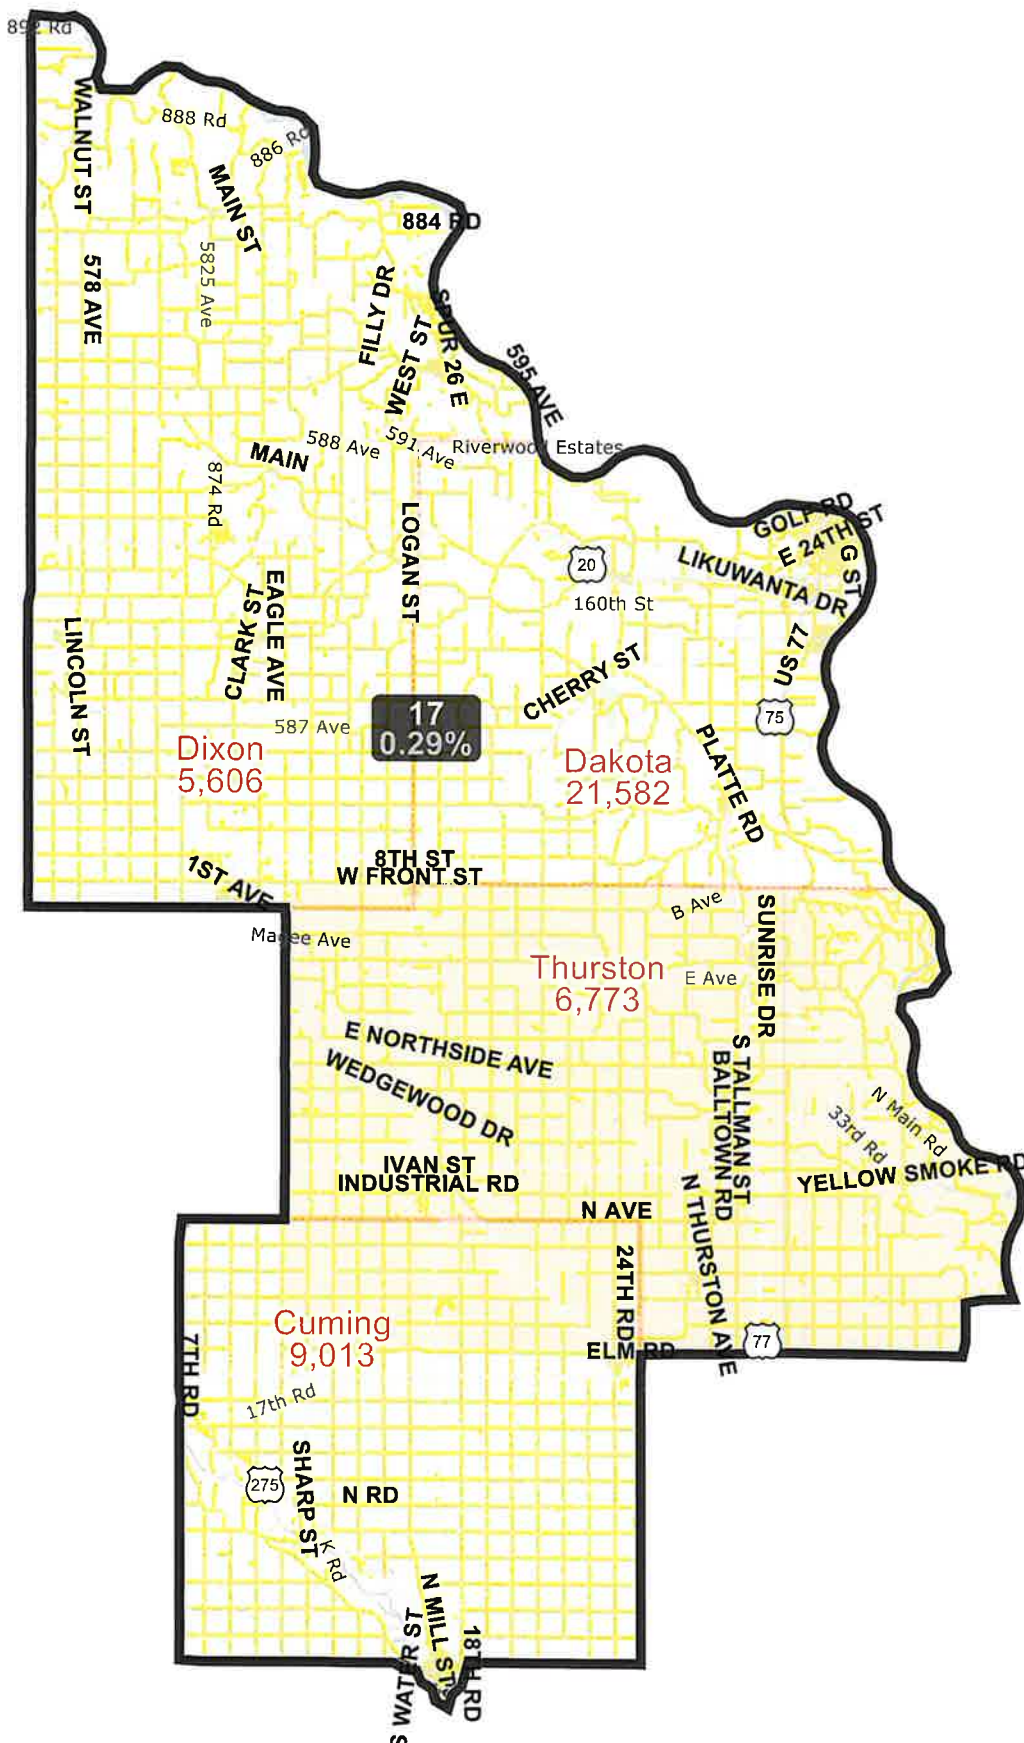 892 Rd
WALNUT ST
888 Rd
886 Rd
MAIN ST
884 RD
578 AVE
5825 Ave
FILLY DR
WEST ST
SPUR 26 E
595 AVE
MAIN
588 Ave
591 Ave
Riverwood Estates
874 Rd
LOGAN ST
GOLF RD
E 24TH ST
G ST
20
LIKUWANTA DR
160th St
EAGLE AVE
CLARK ST
LINCOLN ST
US 77
CHERRY ST
75
587 Ave
17
0.29%
PLATTE RD
Dixon
5,606
Dakota
21,582
8TH ST
W FRONT ST
1ST AVE
B Ave
SUNRISE DR
Magee Ave
Thurston
6,773
E Ave
E NORTHSIDE AVE
WEDGEWOOD DR
S TALLMAN ST
BALLTOWN RD
N Main Rd
33rd Rd
IVAN ST
INDUSTRIAL RD
YELLOW SMOKE RD
N AVE
N THURSTON AVE
24TH RD
Cuming
9,013
ELM RD
77
7TH RD
17th Rd
275
SHARP ST
N RD
K Rd
N MILL ST
S WATER ST
18TH RD